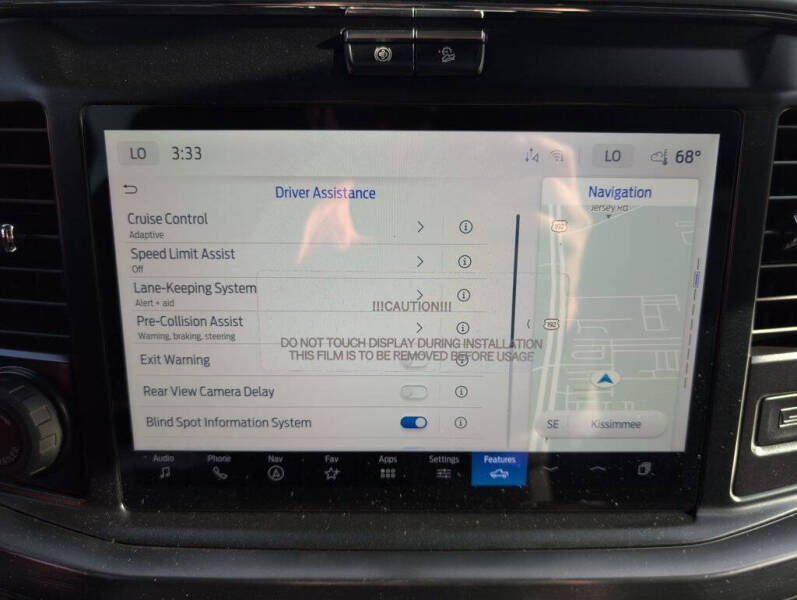 LO 3:33 LO 68°
Driver Assistance
Navigation
Cruise Control
Adaptive
Speed Limit Assist
Off
Lane-Keeping System
Alert + aid
Pre-Collision Assist
Warning, braking, steering
Exit Warning
Rear View Camera Delay
Blind Spot Information System
!!!CAUTION!!!
DO NOT TOUCH DISPLAY DURING INSTALLATION
THIS FILM IS TO BE REMOVED BEFORE USAGE
Jersey Rd
192
192
SE Kissimmee
Audio Phone Nav Fav Apps Settings Features